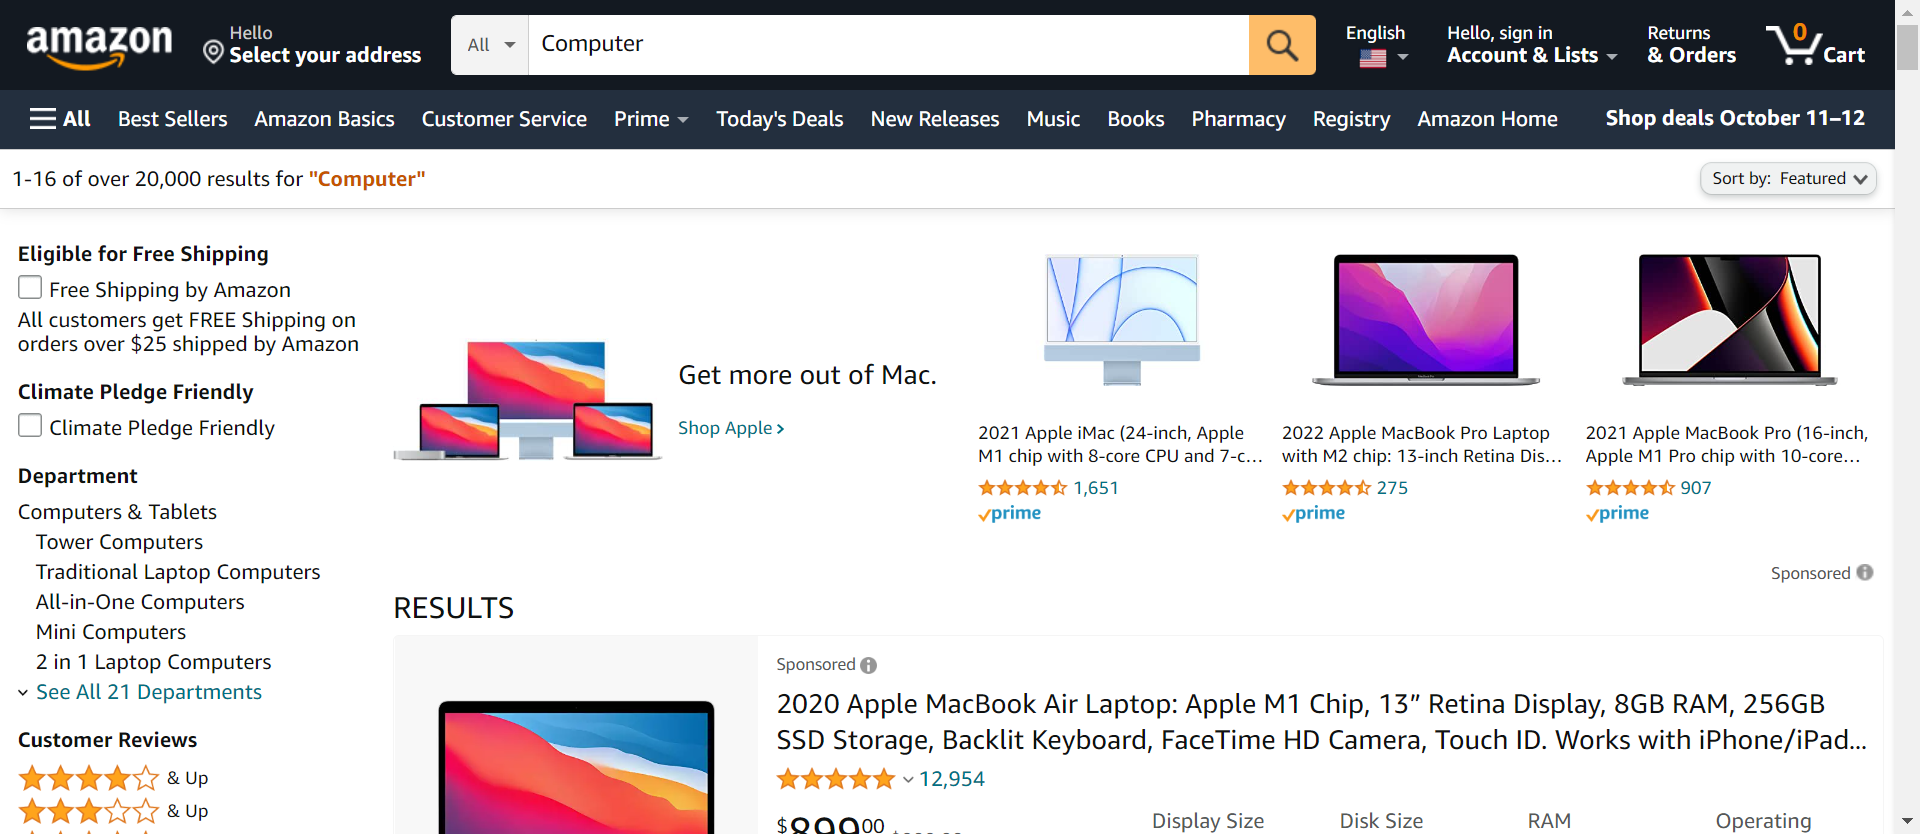 amazon
Hello
Select your address
All
Computer
English
Hello, sign in
Account & Lists
Returns
& Orders
0
Cart
All
Best Sellers
Amazon Basics
Customer Service
Prime
Today's Deals
New Releases
Music
Books
Pharmacy
Registry
Amazon Home
Shop deals October 11–12
1-16 of over 20,000 results for "Computer"
Sort by: Featured
Eligible for Free Shipping
Free Shipping by Amazon
All customers get FREE Shipping on
orders over $25 shipped by Amazon
Climate Pledge Friendly
Climate Pledge Friendly
Department
Computers & Tablets
Tower Computers
Traditional Laptop Computers
All-in-One Computers
Mini Computers
2 in 1 Laptop Computers
See All 21 Departments
Customer Reviews
& Up
& Up
Get more out of Mac.
Shop Apple ›
2021 Apple iMac (24-inch, Apple
M1 chip with 8-core CPU and 7-c...
1,651
prime
2022 Apple MacBook Pro Laptop
with M2 chip: 13-inch Retina Dis...
275
prime
2021 Apple MacBook Pro (16-inch,
Apple M1 Pro chip with 10-core...
907
prime
Sponsored
RESULTS
Sponsored
2020 Apple MacBook Air Laptop: Apple M1 Chip, 13” Retina Display, 8GB RAM, 256GB
SSD Storage, Backlit Keyboard, FaceTime HD Camera, Touch ID. Works with iPhone/iPad...
12,954
$89900
Display Size
Disk Size
RAM
Operating